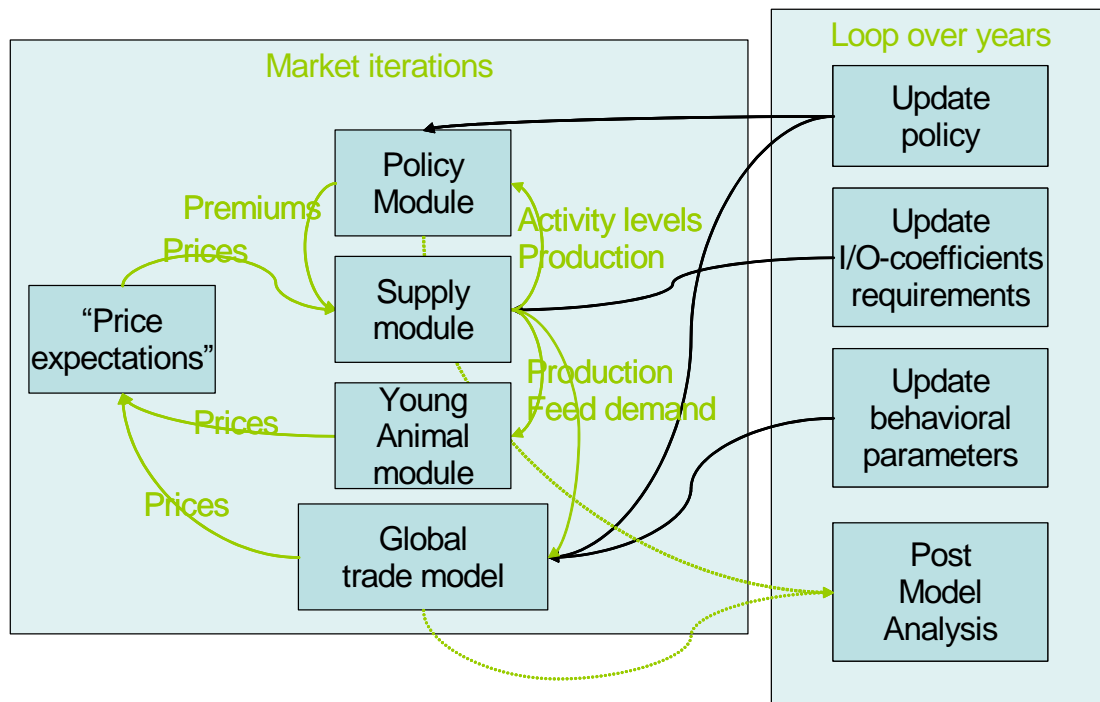 Loop over years
Market iterations
Update
policy
Policy
Module
Premiums
Activity levels
Production
Update
I/O-coefficients
requirements
Prices
Supply
module
“Price
expectations”
Production
Feed demand
Update
behavioral
parameters
Young
Animal
module
Prices
Prices
Global
trade model
Post
Model
Analysis